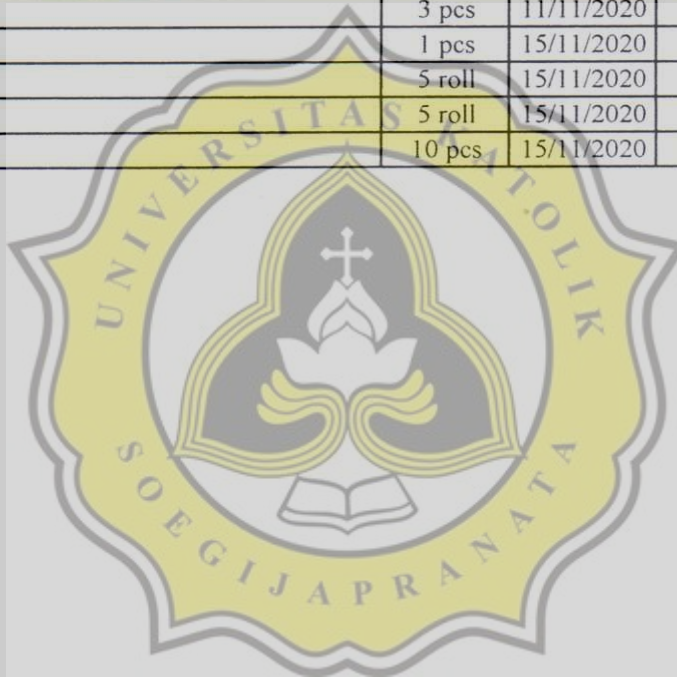 3 pcs 11/11/2020
1 pcs 15/11/2020
5 roll 15/11/2020
5 roll 15/11/2020
10 pcs 15/11/2020
UNIVERSITAS KATOLIK
SOEGIJAPRANATA